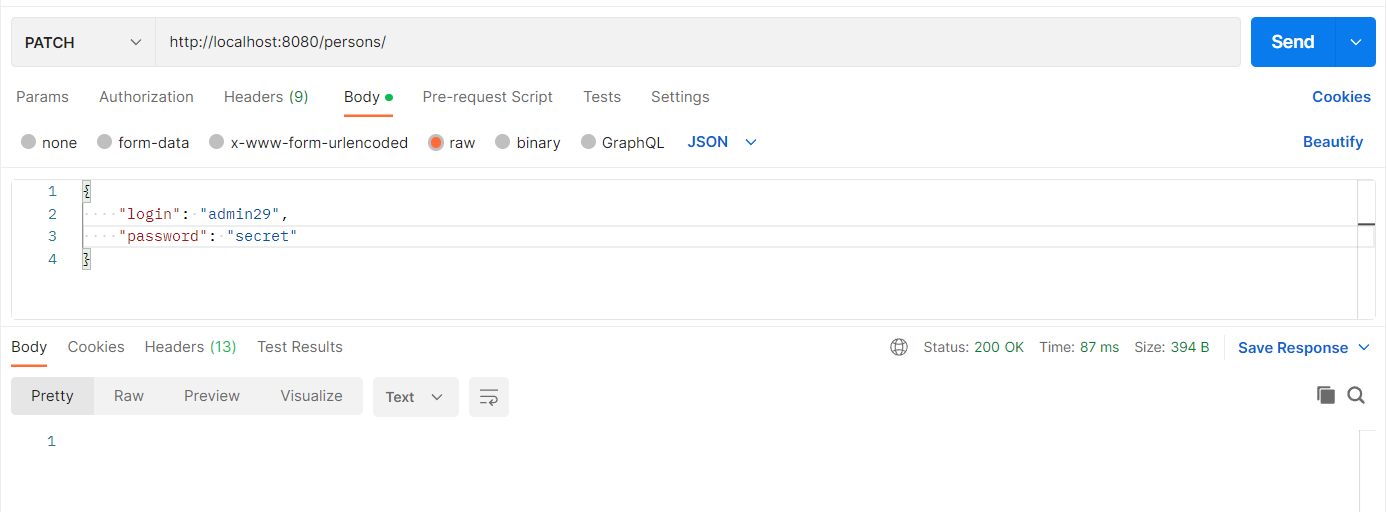 PATCH http://localhost:8080/persons/ Send
Params Authorization Headers (9) Body Pre-request Script Tests Settings Cookies
none form-data x-www-form-urlencoded raw binary GraphQL JSON Beautify
1 {
2 "login": "admin29",
3 "password": "secret"
4 }
Body Cookies Headers (13) Test Results Status: 200 OK Time: 87 ms Size: 394 B Save Response
Pretty Raw Preview Visualize Text
1